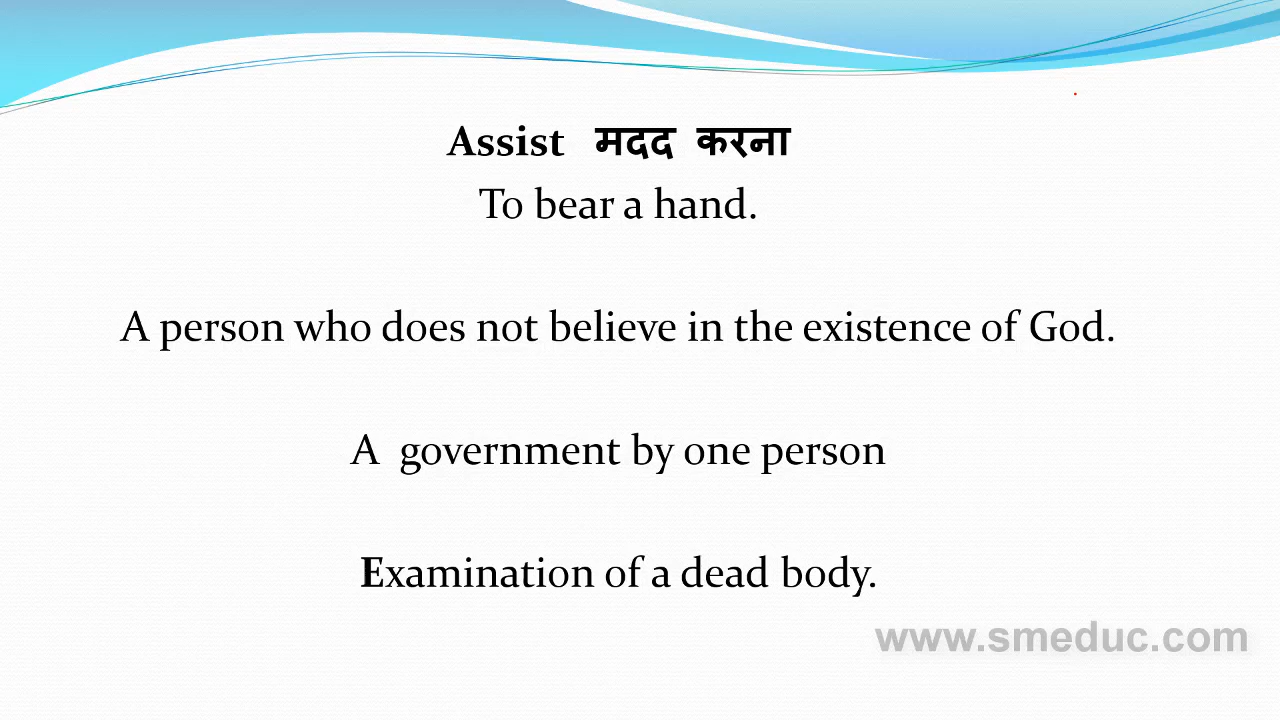 Assist मदद करना
To bear a hand.
A person who does not believe in the existence of God.
A government by one person
Examination of a dead body.
www.smeduc.com